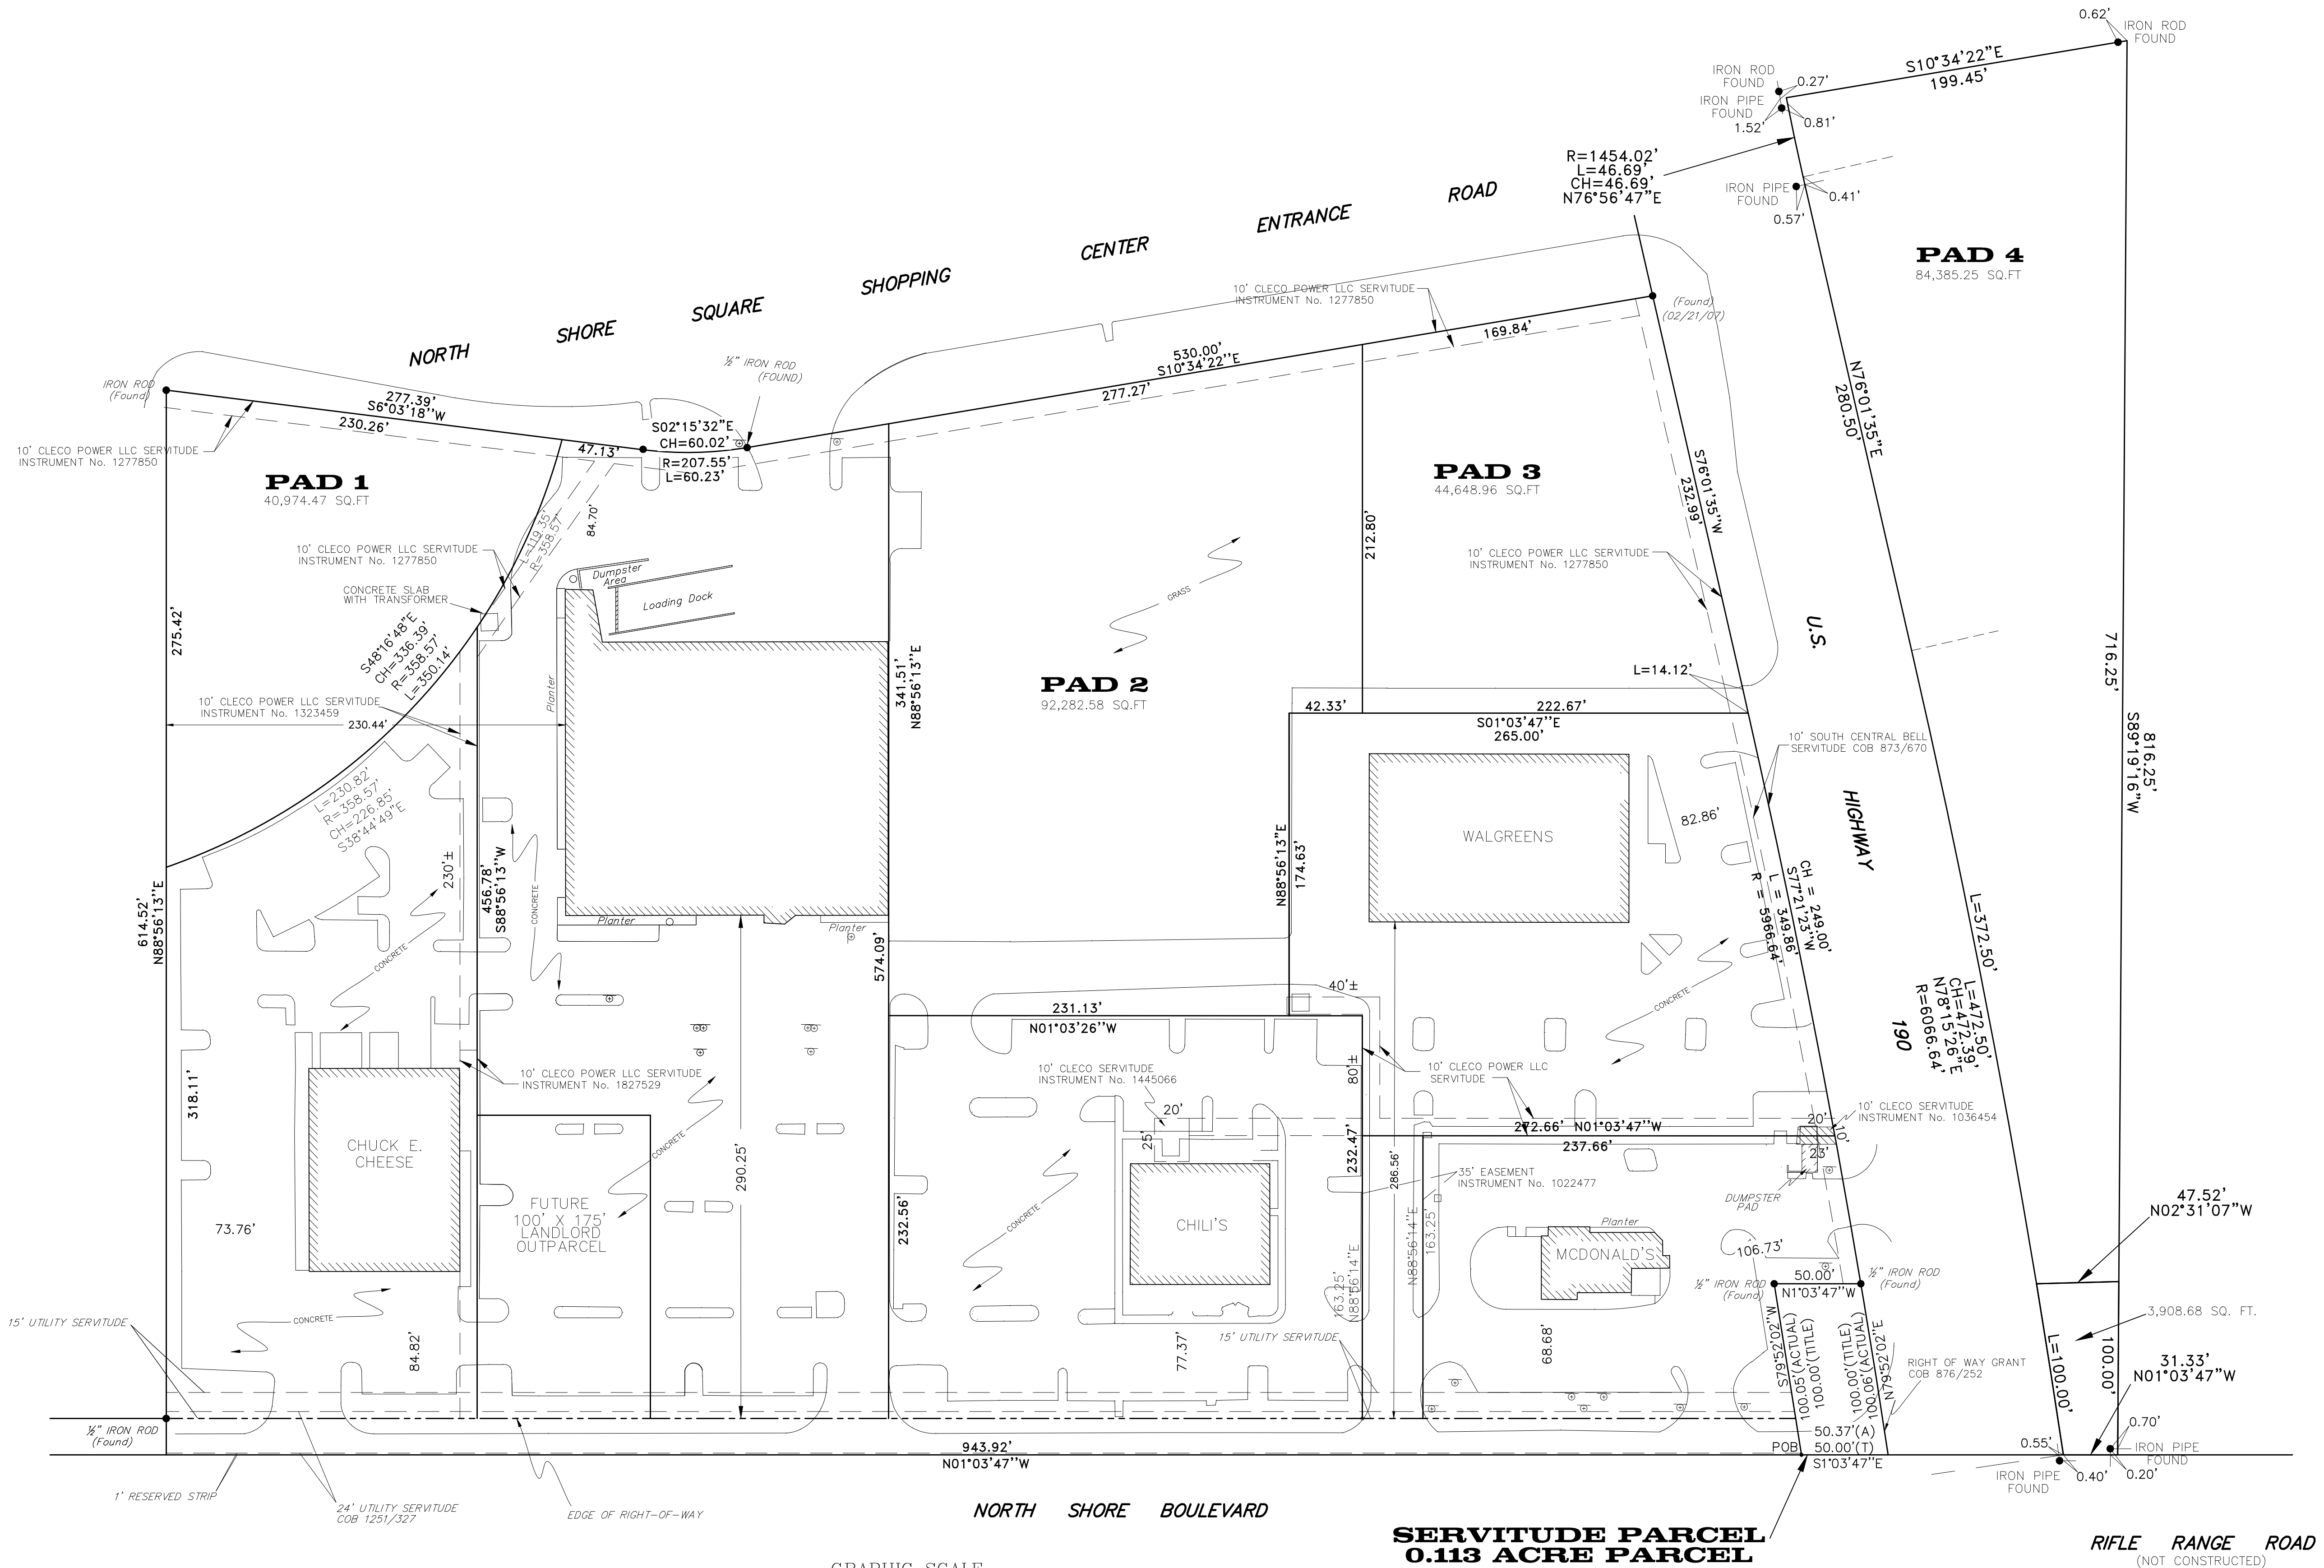 0.62'
IRON ROD
FOUND
S10°34'22"E
199.45'
IRON ROD
FOUND
0.27'
IRON PIPE
FOUND
1.52'
0.81'
R=1454.02'
L=46.69'
CH=46.69'
N76°56'47"E
IRON PIPE
FOUND
0.41'
0.57'
PAD 4
84,385.25 SQ.FT
NORTH SHORE SQUARE SHOPPING CENTER ENTRANCE ROAD
10' CLECO POWER LLC SERVITUDE
INSTRUMENT No. 1277850
(Found)
(02/21/07)
169.84'
530.00'
S10°34'22"E
277.27'
½" IRON ROD
(FOUND)
IRON ROD
(Found)
277.39'
S6°03'18"W
230.26'
47.13'
S02°15'32"E
CH=60.02'
R=207.55'
L=60.23'
10' CLECO POWER LLC SERVITUDE
INSTRUMENT No. 1277850
PAD 1
40,974.47 SQ.FT
PAD 3
44,648.96 SQ.FT
N76°01'35"E
280.50'
S76°01'35"W
232.99'
84.70'
L=119.35'
R=358.57'
10' CLECO POWER LLC SERVITUDE
INSTRUMENT No. 1277850
CONCRETE SLAB
WITH TRANSFORMER
Dumpster
Area
Loading Dock
GRASS
212.80'
10' CLECO POWER LLC SERVITUDE
INSTRUMENT No. 1277850
275.42'
S48°16'48"E
CH=336.39'
R=358.57'
L=350.14'
Planter
341.51'
N88°56'13"E
PAD 2
92,282.58 SQ.FT
L=14.12'
U.S. HIGHWAY 190
716.25'
816.25'
S89°19'16"W
10' CLECO POWER LLC SERVITUDE
INSTRUMENT No. 1323459
230.44'
42.33'
222.67'
S01°03'47"E
265.00'
10' SOUTH CENTRAL BELL
SERVITUDE COB 873/670
L=230.82'
R=358.57'
CH=226.85'
S38°44'49"E
WALGREENS
82.86'
230'±
456.78'
S88°56'13"W
CONCRETE
N88°56'13"E
174.63'
CH = 249.00'
S77°21'23"W
L = 349.86'
R = 5966.64'
614.52'
N88°56'13"E
CONCRETE
Planter
Planter
574.09'
L=372.50'
L=472.50'
CH=472.39'
N78°15'26"E
R=6066.64'
40'±
CONCRETE
231.13'
N01°03'26"W
318.11'
10' CLECO POWER LLC SERVITUDE
INSTRUMENT No. 1827529
10' CLECO SERVITUDE
INSTRUMENT No. 1445066
80'±
10' CLECO POWER LLC
SERVITUDE
20'
25'
10' CLECO SERVITUDE
INSTRUMENT No. 1036454
272.66' N01°03'47"W
237.66'
20'
10'
23'
CHUCK E.
CHEESE
CONCRETE
290.25'
232.47'
286.56'
35' EASEMENT
INSTRUMENT No. 1022477
DUMPSTER
PAD
FUTURE
100' X 175'
LANDLORD
OUTPARCEL
73.76'
232.56'
CONCRETE
CHILI'S
N88°56'14"E
163.25'
163.25'
N88°56'14"E
Planter
MCDONALD'S
106.73'
47.52'
N02°31'07"W
½" IRON ROD
(Found)
50.00'
N1°03'47"W
½" IRON ROD
(Found)
3,908.68 SQ. FT.
15' UTILITY SERVITUDE
CONCRETE
84.82'
77.37'
15' UTILITY SERVITUDE
68.68'
S79°52'02"W
100.05'(ACTUAL)
100.00'(TITLE)
100.00'(TITLE)
100.06'(ACTUAL)
N79°52'02"E
RIGHT OF WAY GRANT
COB 876/252
L=100.00'
100.00'
31.33'
N01°03'47"W
½" IRON ROD
(Found)
943.92'
N01°03'47"W
POB
50.37'(A)
50.00'(T)
S1°03'47"E
0.55'
0.40'
0.70'
0.20'
IRON PIPE
FOUND
IRON PIPE
FOUND
1' RESERVED STRIP
24' UTILITY SERVITUDE
COB 1251/327
EDGE OF RIGHT-OF-WAY
NORTH SHORE BOULEVARD
SERVITUDE PARCEL
0.113 ACRE PARCEL
RIFLE RANGE ROAD
(NOT CONSTRUCTED)
GRAPHIC SCALE